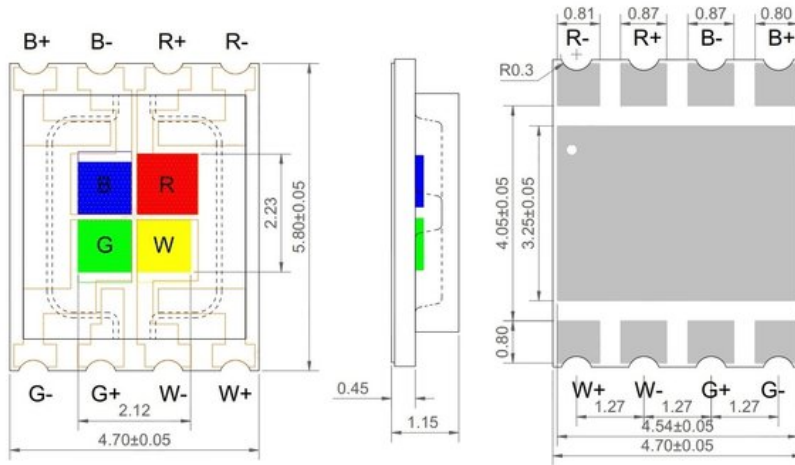 B+ B- R+ R-
B R
G W
G- G+ W- W+
2.23
5.80±0.05
2.12
4.70±0.05
0.45
1.15
0.81 0.87 0.87 0.80
R- R+ B- B+
R0.3
4.05±0.05
3.25±0.05
0.80
W+ W- G+ G-
1.27 1.27 1.27
4.54±0.05
4.70±0.05